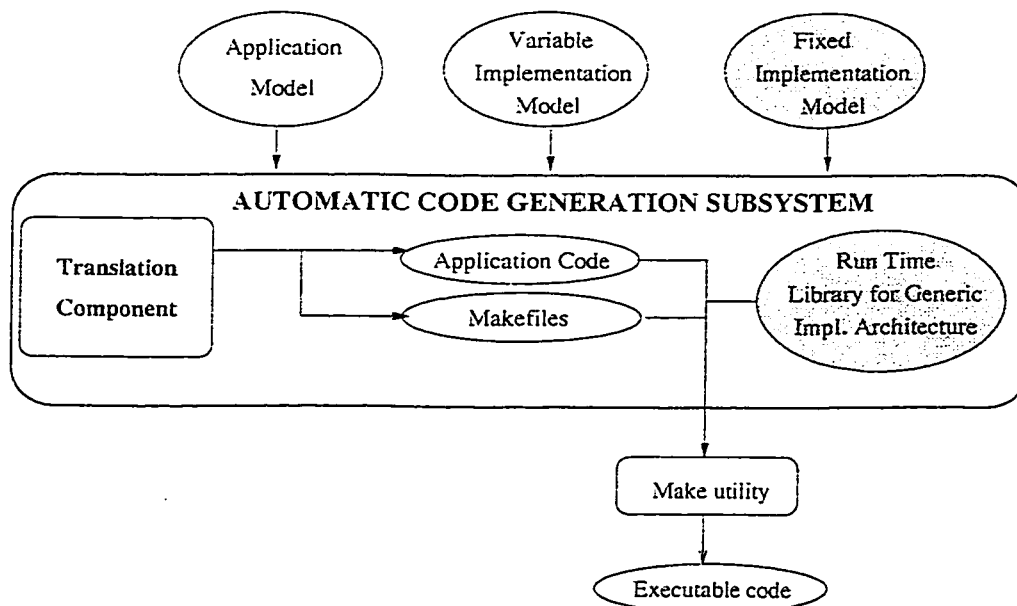 Application
Model
Variable
Implementation
Model
Fixed
Implementation
Model
AUTOMATIC CODE GENERATION SUBSYSTEM
Translation
Component
Application Code
Makefiles
Run Time
Library for Generic
Impl. Architecture
Make utility
Executable code